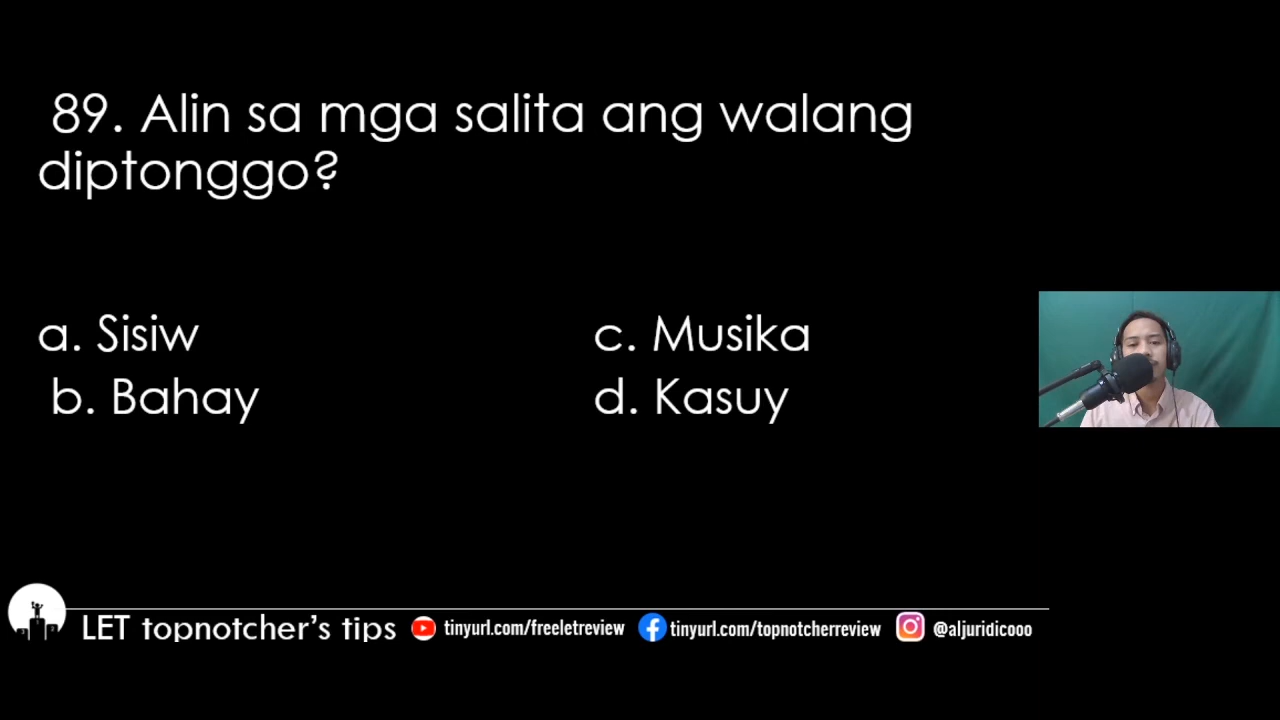 89. Alin sa mga salita ang walang
diptonggo?
a. Sisiw
b. Bahay
c. Musika
d. Kasuy
LET topnotcher's tips tinyurl.com/freeletreview tinyurl.com/topnotcherreview @aljuridicooo